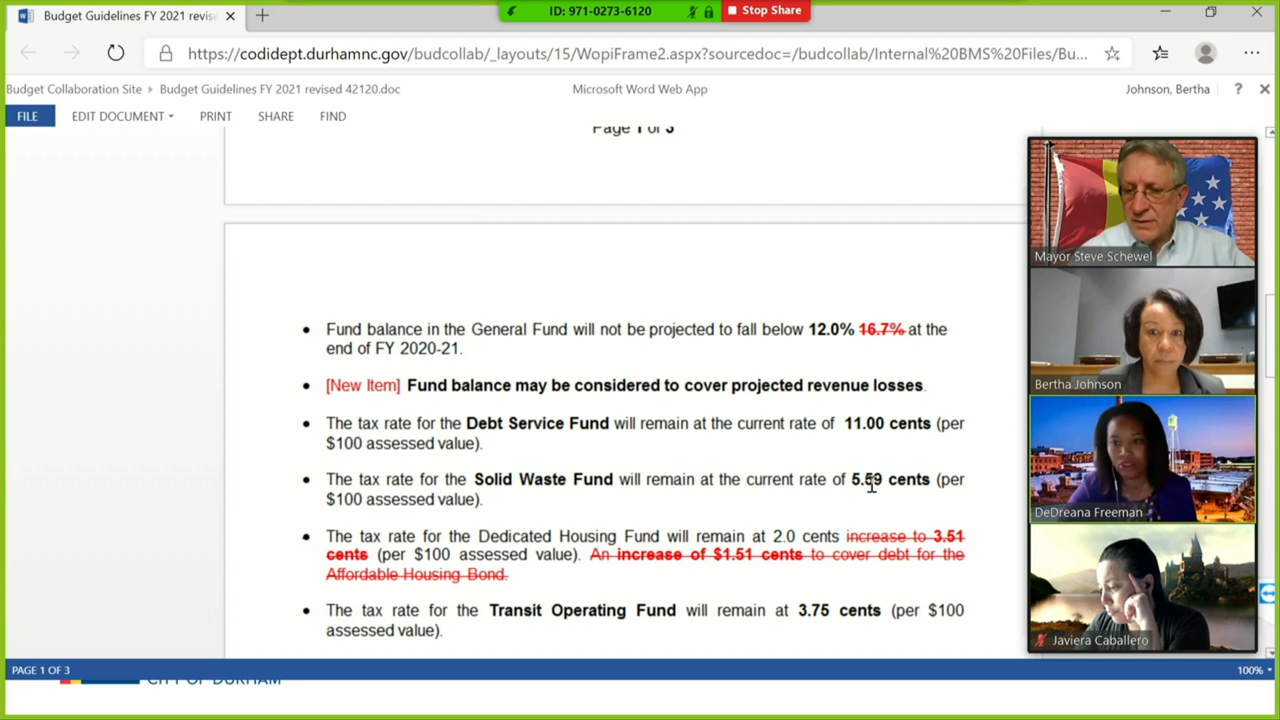 Budget Guidelines FY 2021 revis
ID: 971-0273-6120
Stop Share
https://codidept.durhamnc.gov/budcollab/_layouts/15/WopiFrame2.aspx?sourcedoc=/budcollab/Internal%20BMS%20Files/Bu...
Budget Collaboration Site ▸ Budget Guidelines FY 2021 revised 42120.doc
Microsoft Word Web App
Johnson, Bertha ? ×
FILE EDIT DOCUMENT PRINT SHARE FIND
Page 1 of 3
• Fund balance in the General Fund will not be projected to fall below 12.0% 16.7% at the
end of FY 2020-21.
• [New Item] Fund balance may be considered to cover projected revenue losses.
• The tax rate for the Debt Service Fund will remain at the current rate of 11.00 cents (per
$100 assessed value).
• The tax rate for the Solid Waste Fund will remain at the current rate of 5.59 cents (per
$100 assessed value).
• The tax rate for the Dedicated Housing Fund will remain at 2.0 cents increase to 3.51
cents (per $100 assessed value). An increase of $1.51 cents to cover debt for the
Affordable Housing Bond.
• The tax rate for the Transit Operating Fund will remain at 3.75 cents (per $100
assessed value).
Mayor Steve Schewel
Bertha Johnson
DeDreana Freeman
Javiera Caballero
PAGE 1 OF 3
100%
CITY OF DURHAM